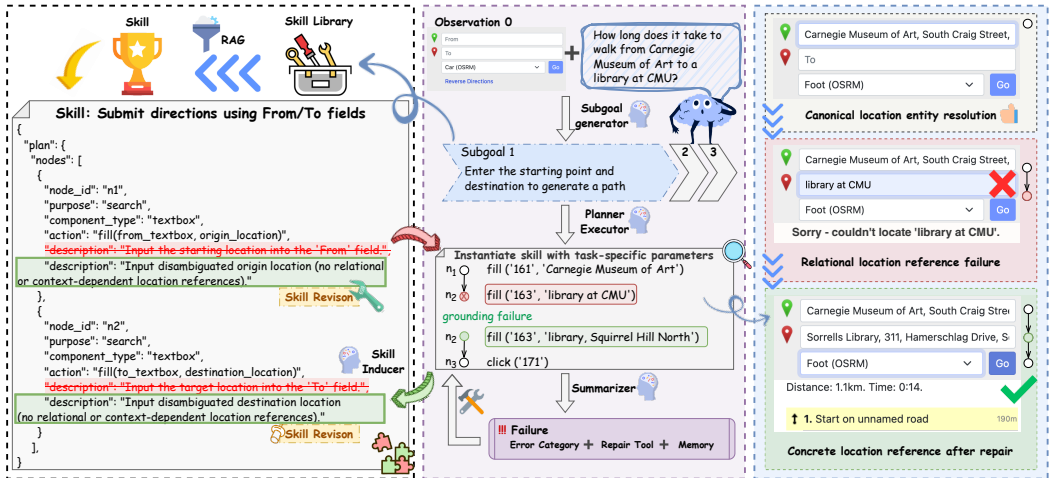 Skill
RAG
Skill Library
Skill: Submit directions using From/To fields
{
"plan": {
"nodes": [
{
"node_id": "n1",
"purpose": "search",
"component_type": "textbox",
"action": "fill(from_textbox, origin_location)",
"description": "Input the starting location into the 'From' field.",
"description": "Input disambiguated origin location (no relational
or context-dependent location references)."
Skill Revison
},
{
"node_id": "n2",
"purpose": "search",
"component_type": "textbox",
"action": "fill(to_textbox, destination_location)",
"description": "Input the target location into the 'To' field.",
"description": "Input disambiguated destination location
(no relational or context-dependent location references)."
Skill Revison
}
],
}
}
Skill
Inducer
Observation 0
From
To
Car (OSRM)
Go
Reverse Directions
How long does it take to
walk from Carnegie
Museum of Art to a
library at CMU?
Subgoal
generator
Subgoal 1
Enter the starting point and
destination to generate a path
2
3
Planner
Executor
Instantiate skill with task-specific parameters
n1 fill ('161', 'Carnegie Museum of Art')
n2 fill ('163', 'library at CMU')
grounding failure
n2 fill ('163', 'library, Squirrel Hill North')
n3 click ('171')
Summarizer
!!! Failure
Error Category + Repair Tool + Memory
Carnegie Museum of Art, South Craig Street,
To
Foot (OSRM)
Go
Canonical location entity resolution
Carnegie Museum of Art, South Craig Street,
library at CMU
Foot (OSRM)
Go
Sorry - couldn't locate 'library at CMU'.
Relational location reference failure
Carnegie Museum of Art, South Craig Stree
Sorrells Library, 311, Hamerschlag Drive, S
Foot (OSRM)
Go
Distance: 1.1km. Time: 0:14.
1. Start on unnamed road
190m
Concrete location reference after repair